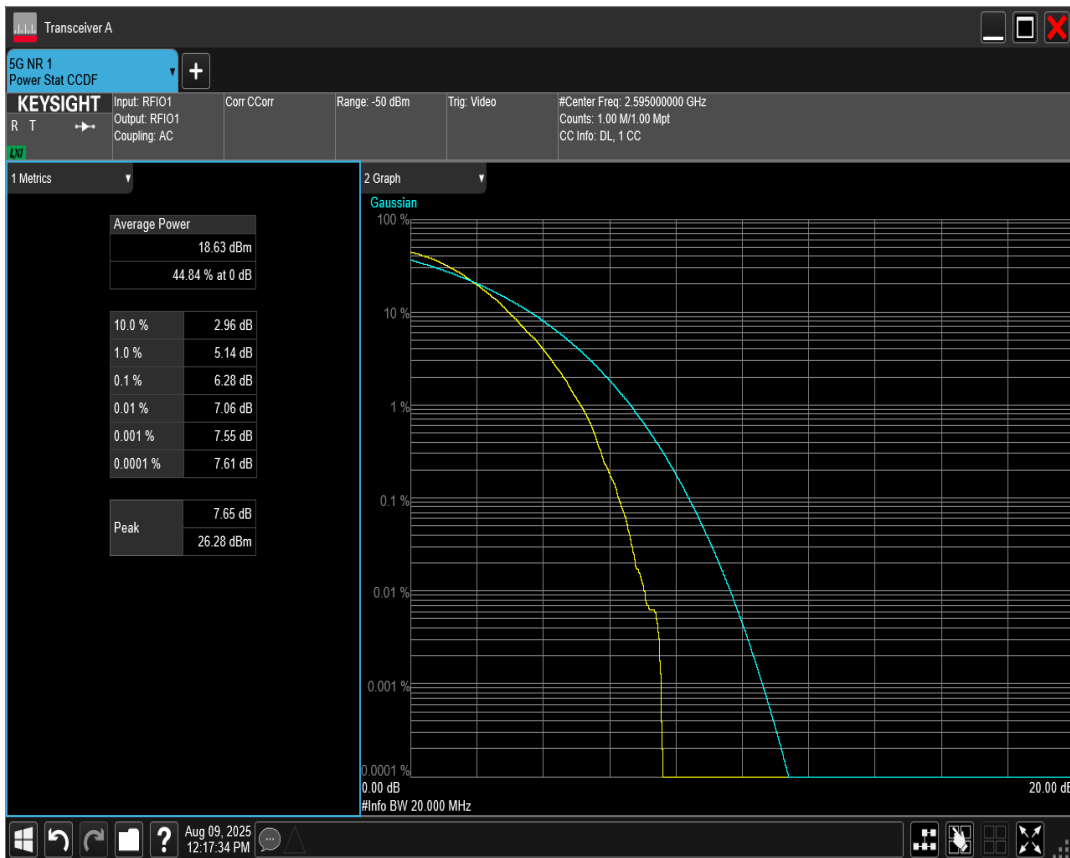 Transceiver A
5G NR 1
Power Stat CCDF
KEYSIGHT
R T
LXI
Input: RFIO1
Output: RFIO1
Coupling: AC
Corr CCorr
Range: -50 dBm
Trig: Video
#Center Freq: 2.595000000 GHz
Counts: 1.00 M/1.00 Mpt
CC Info: DL, 1 CC
1 Metrics
Average Power
18.63 dBm
44.84 % at 0 dB
10.0 % 2.96 dB
1.0 % 5.14 dB
0.1 % 6.28 dB
0.01 % 7.06 dB
0.001 % 7.55 dB
0.0001 % 7.61 dB
Peak
7.65 dB
26.28 dBm
2 Graph
Gaussian
100 %
10 %
1 %
0.1 %
0.01 %
0.001 %
0.0001 %
0.00 dB
20.00 dB
#Info BW 20.000 MHz
Aug 09, 2025
12:17:34 PM